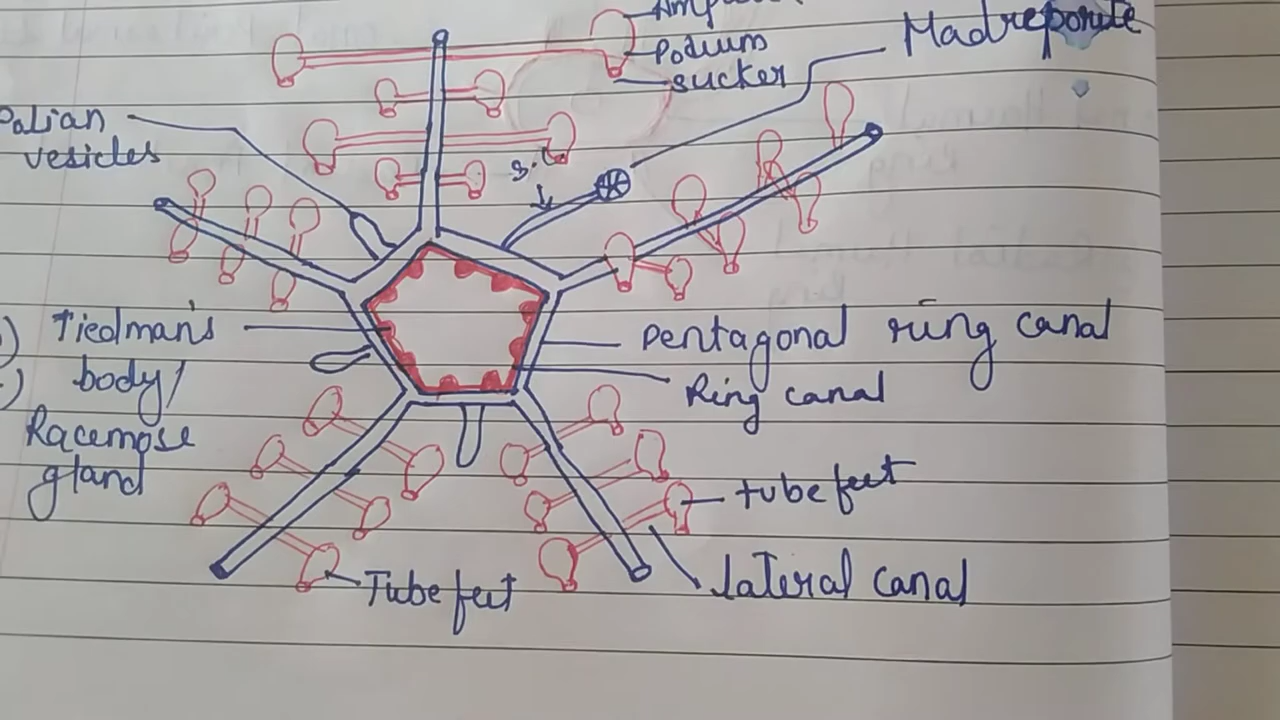 Podium
sucker
Madreporite
Polian
vesicles
s.c
Tiedman's
body/
Racemose
gland
Pentagonal ring canal
Ring canal
tube feet
lateral canal
Tube feet